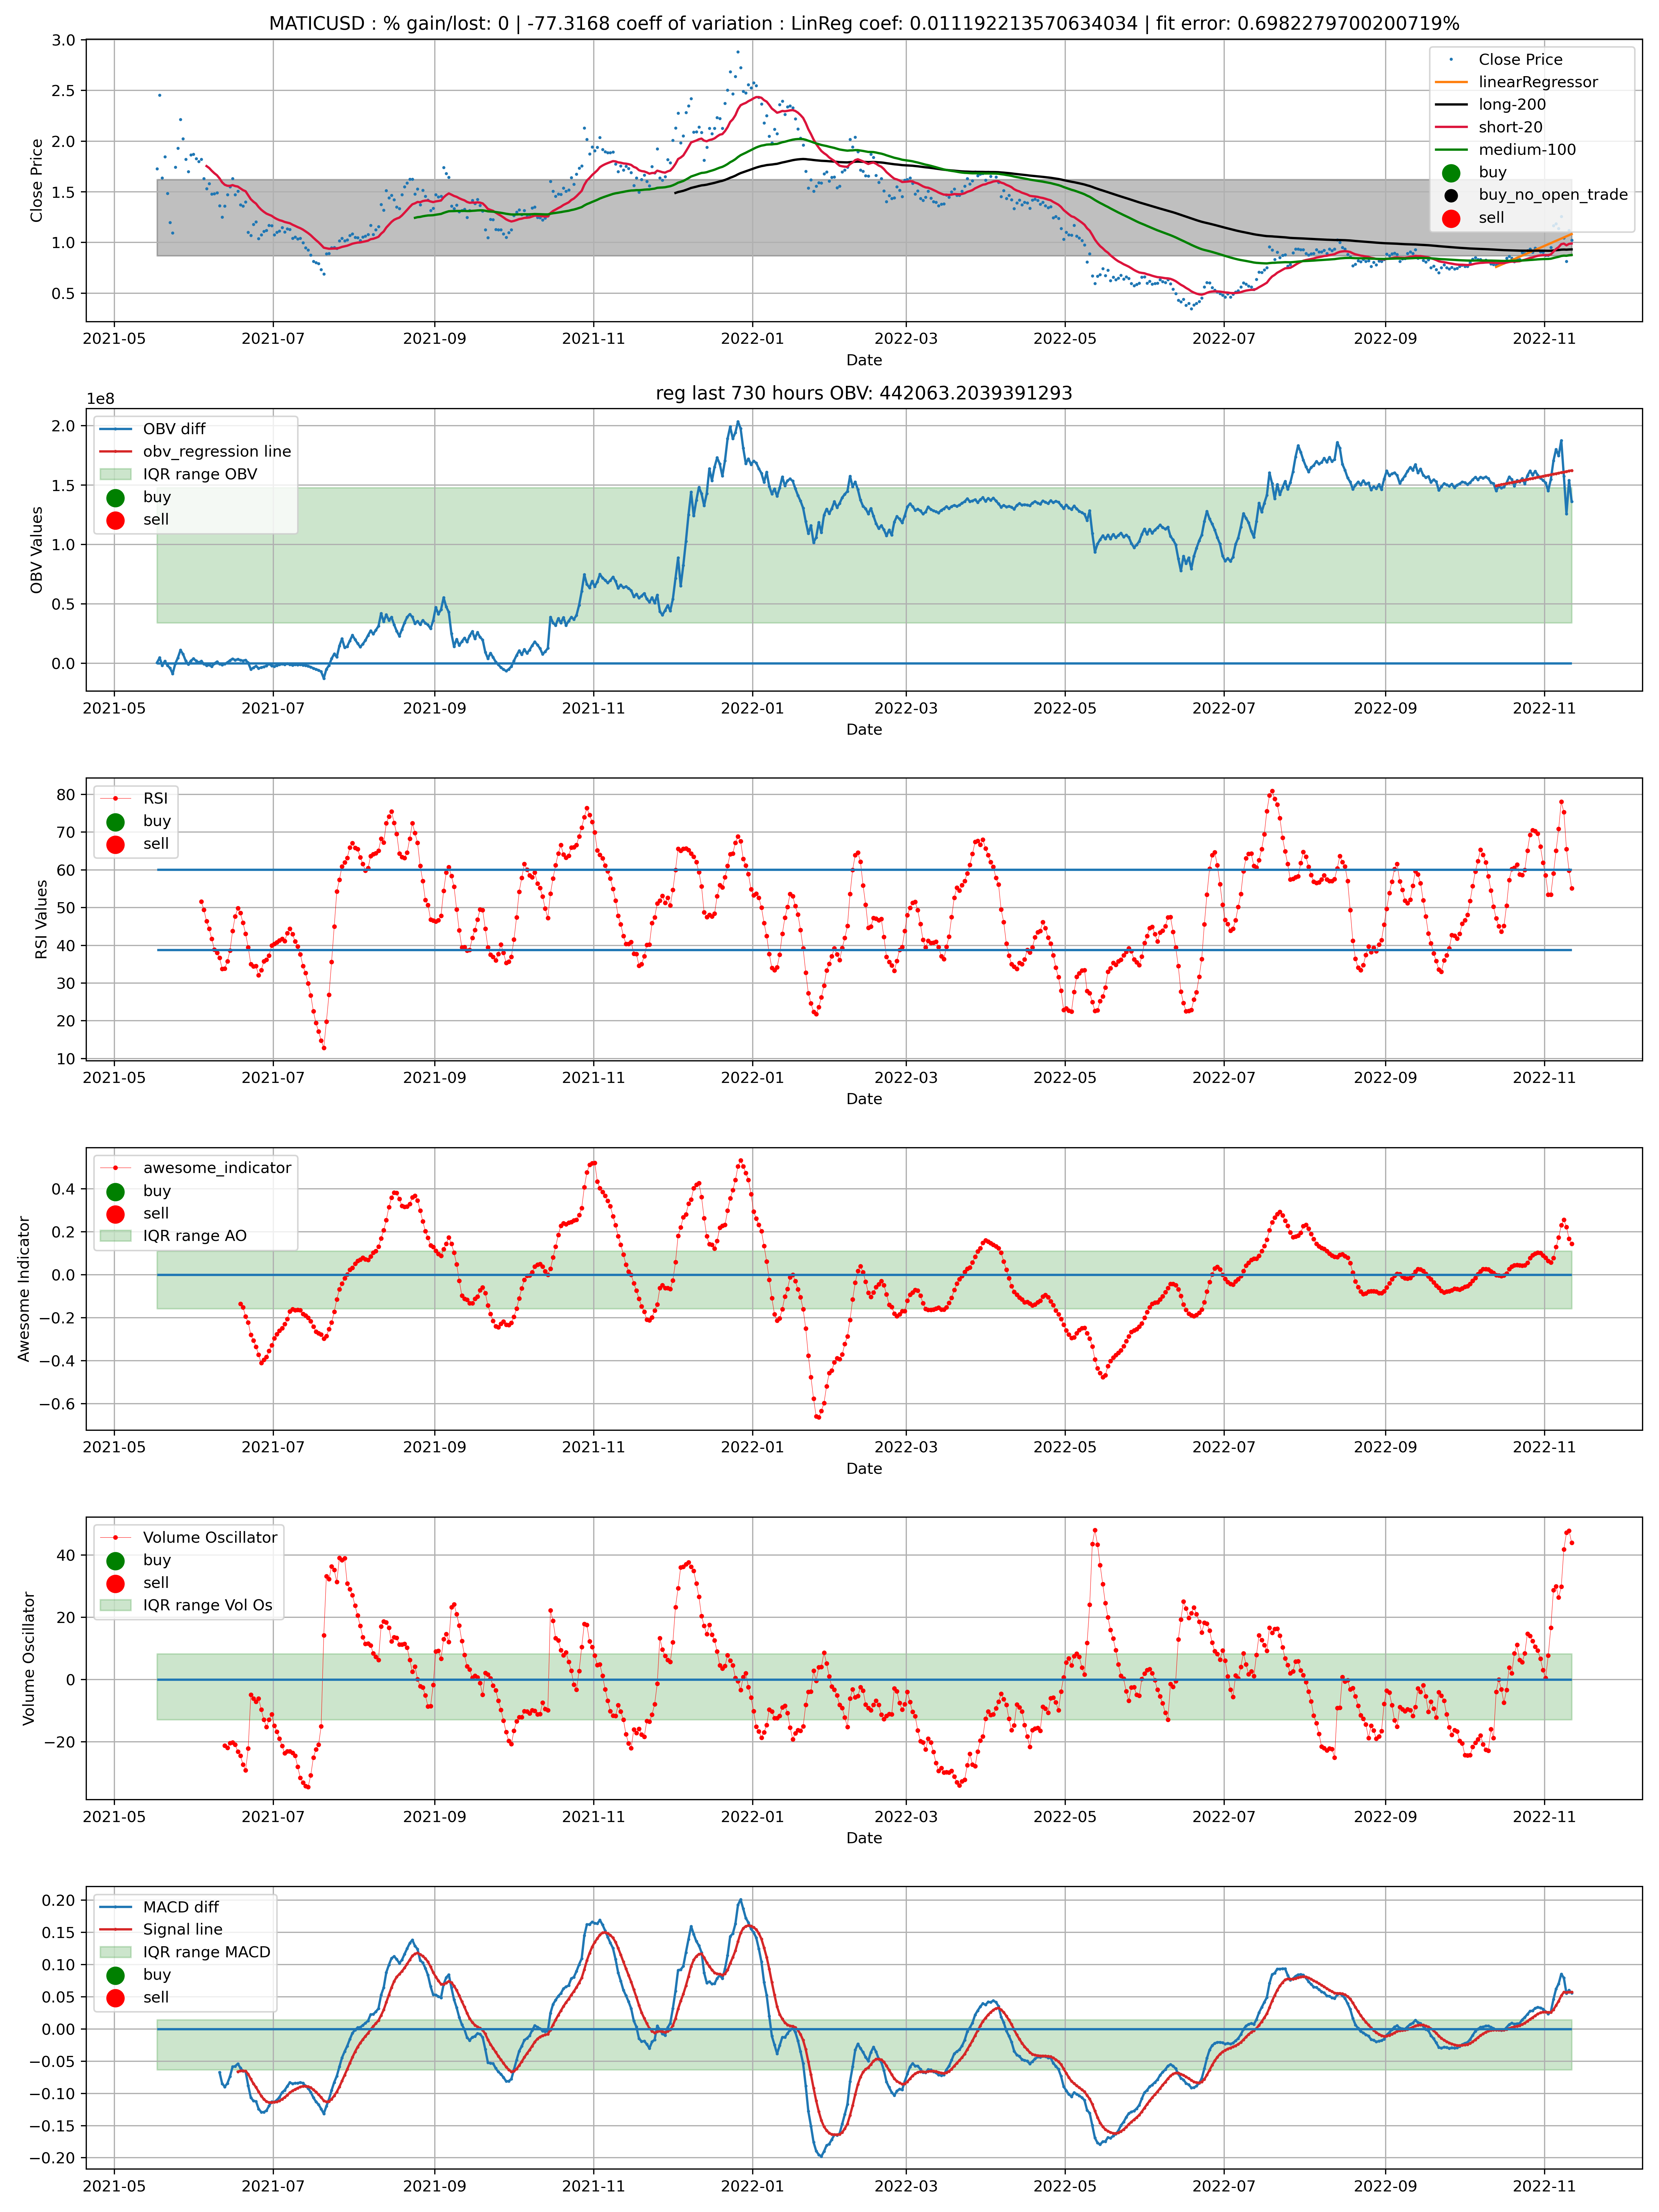 MATICUSD : % gain/lost: 0 | -77.3168 coeff of variation : LinReg coef: 0.011192213570634034 | fit error: 0.6982279700200719%
3.0
2.5
2.0
1.5
1.0
0.5
Close Price
Close Price
linearRegressor
long-200
short-20
medium-100
buy
buy_no_open_trade
sell
2021-05 2021-07 2021-09 2021-11 2022-01 2022-03 2022-05 2022-07 2022-09 2022-11
Date
reg last 730 hours OBV: 442063.2039391293
1e8
2.0
1.5
1.0
0.5
0.0
OBV Values
OBV diff
obv_regression line
IQR range OBV
buy
sell
2021-05 2021-07 2021-09 2021-11 2022-01 2022-03 2022-05 2022-07 2022-09 2022-11
Date
80
70
60
50
40
30
20
10
RSI Values
RSI
buy
sell
2021-05 2021-07 2021-09 2021-11 2022-01 2022-03 2022-05 2022-07 2022-09 2022-11
Date
0.4
0.2
0.0
−0.2
−0.4
−0.6
Awesome Indicator
awesome_indicator
buy
sell
IQR range AO
2021-05 2021-07 2021-09 2021-11 2022-01 2022-03 2022-05 2022-07 2022-09 2022-11
Date
40
20
0
−20
Volume Oscillator
Volume Oscillator
buy
sell
IQR range Vol Os
2021-05 2021-07 2021-09 2021-11 2022-01 2022-03 2022-05 2022-07 2022-09 2022-11
Date
0.20
0.15
0.10
0.05
0.00
−0.05
−0.10
−0.15
−0.20
MACD diff
Signal line
IQR range MACD
buy
sell
2021-05 2021-07 2021-09 2021-11 2022-01 2022-03 2022-05 2022-07 2022-09 2022-11